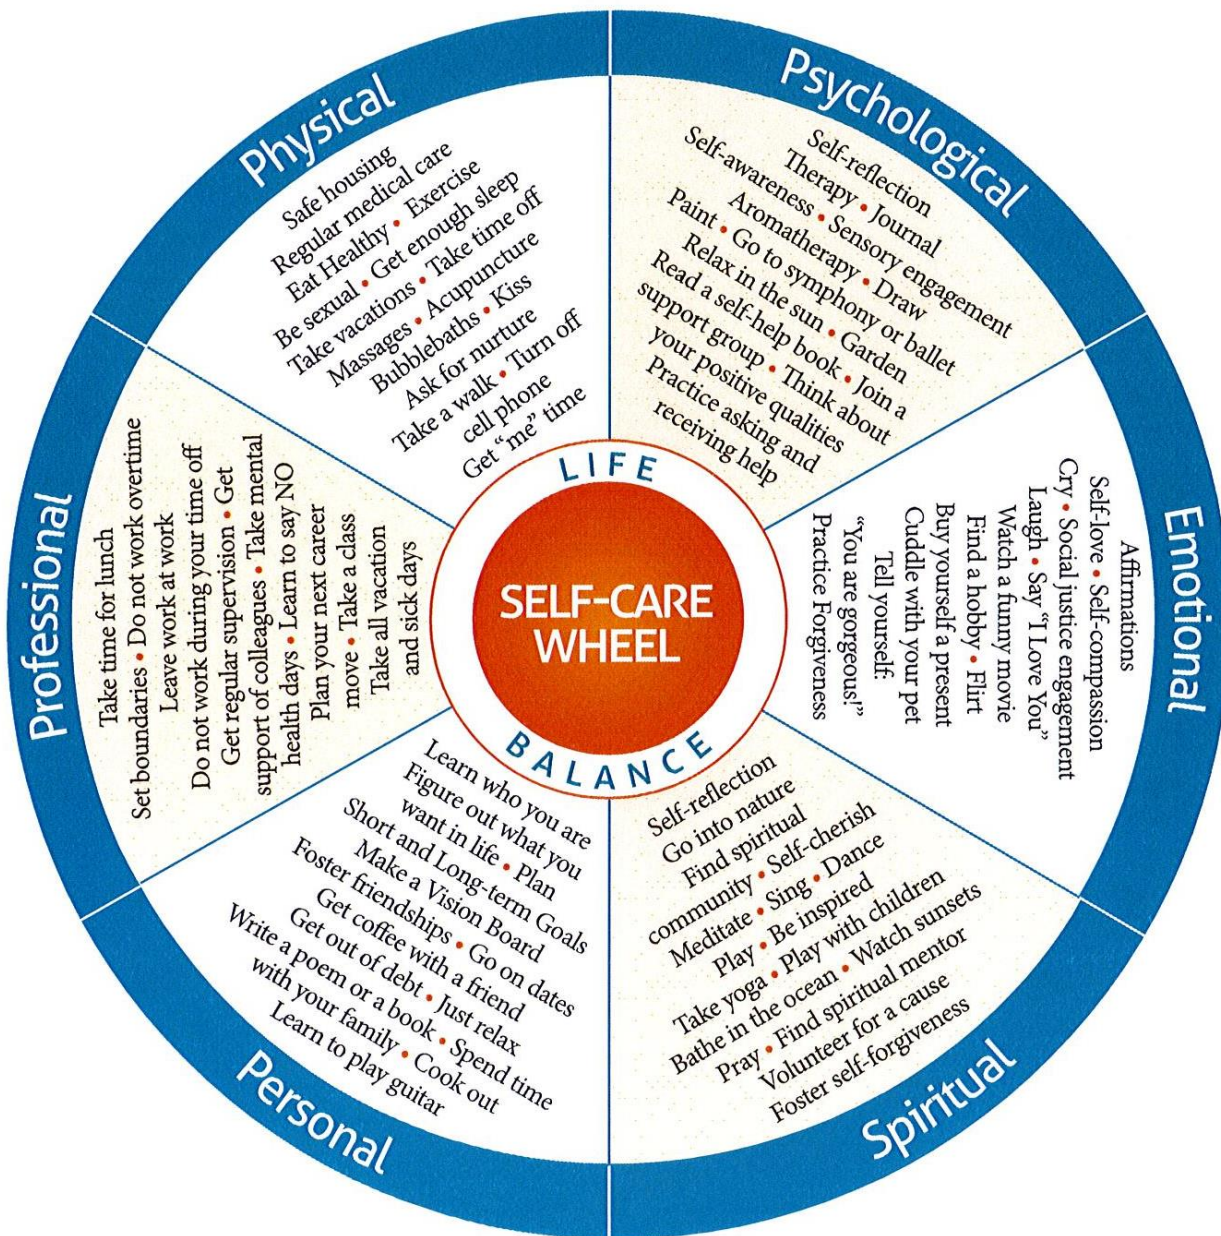 Physical
Safe housing
Regular medical care
Eat Healthy • Exercise
Be sexual • Get enough sleep
Take vacations • Take time off
Massages • Acupuncture
Bubblebaths • Kiss
Ask for nurture
Take a walk • Turn off
cell phone
Get “me” time
Psychological
Self-reflection
Therapy • Journal
Self-awareness • Sensory engagement
Aromatherapy • Draw
Paint • Go to symphony or ballet
Relax in the sun • Garden
Read a self-help book • Join a
support group • Think about
your positive qualities
Practice asking and
receiving help
Emotional
Affirmations
Self-love • Self-compassion
Cry • Social justice engagement
Laugh • Say “I Love You”
Watch a funny movie
Find a hobby • Flirt
Buy yourself a present
Cuddle with your pet
Tell yourself:
“You are gorgeous!”
Practice Forgiveness
Spiritual
Self-reflection
Go into nature
Find spiritual
community • Self-cherish
Meditate • Sing • Dance
Play • Be inspired
Take yoga • Play with children
Bathe in the ocean • Watch sunsets
Pray • Find spiritual mentor
Volunteer for a cause
Foster self-forgiveness
Personal
Learn who you are
Figure out what you
want in life • Plan
Short and Long-term Goals
Make a Vision Board
Foster friendships • Go on dates
Get coffee with a friend
Get out of debt • Just relax
Write a poem or a book • Spend time
with your family • Cook out
Learn to play guitar
Professional
Take time for lunch
Set boundaries • Do not work overtime
Leave work at work
Do not work during your time off
Get regular supervision • Get
support of colleagues • Take mental
health days • Learn to say NO
Plan your next career
move • Take a class
Take all vacation
and sick days
LIFE
SELF-CARE
WHEEL
BALANCE